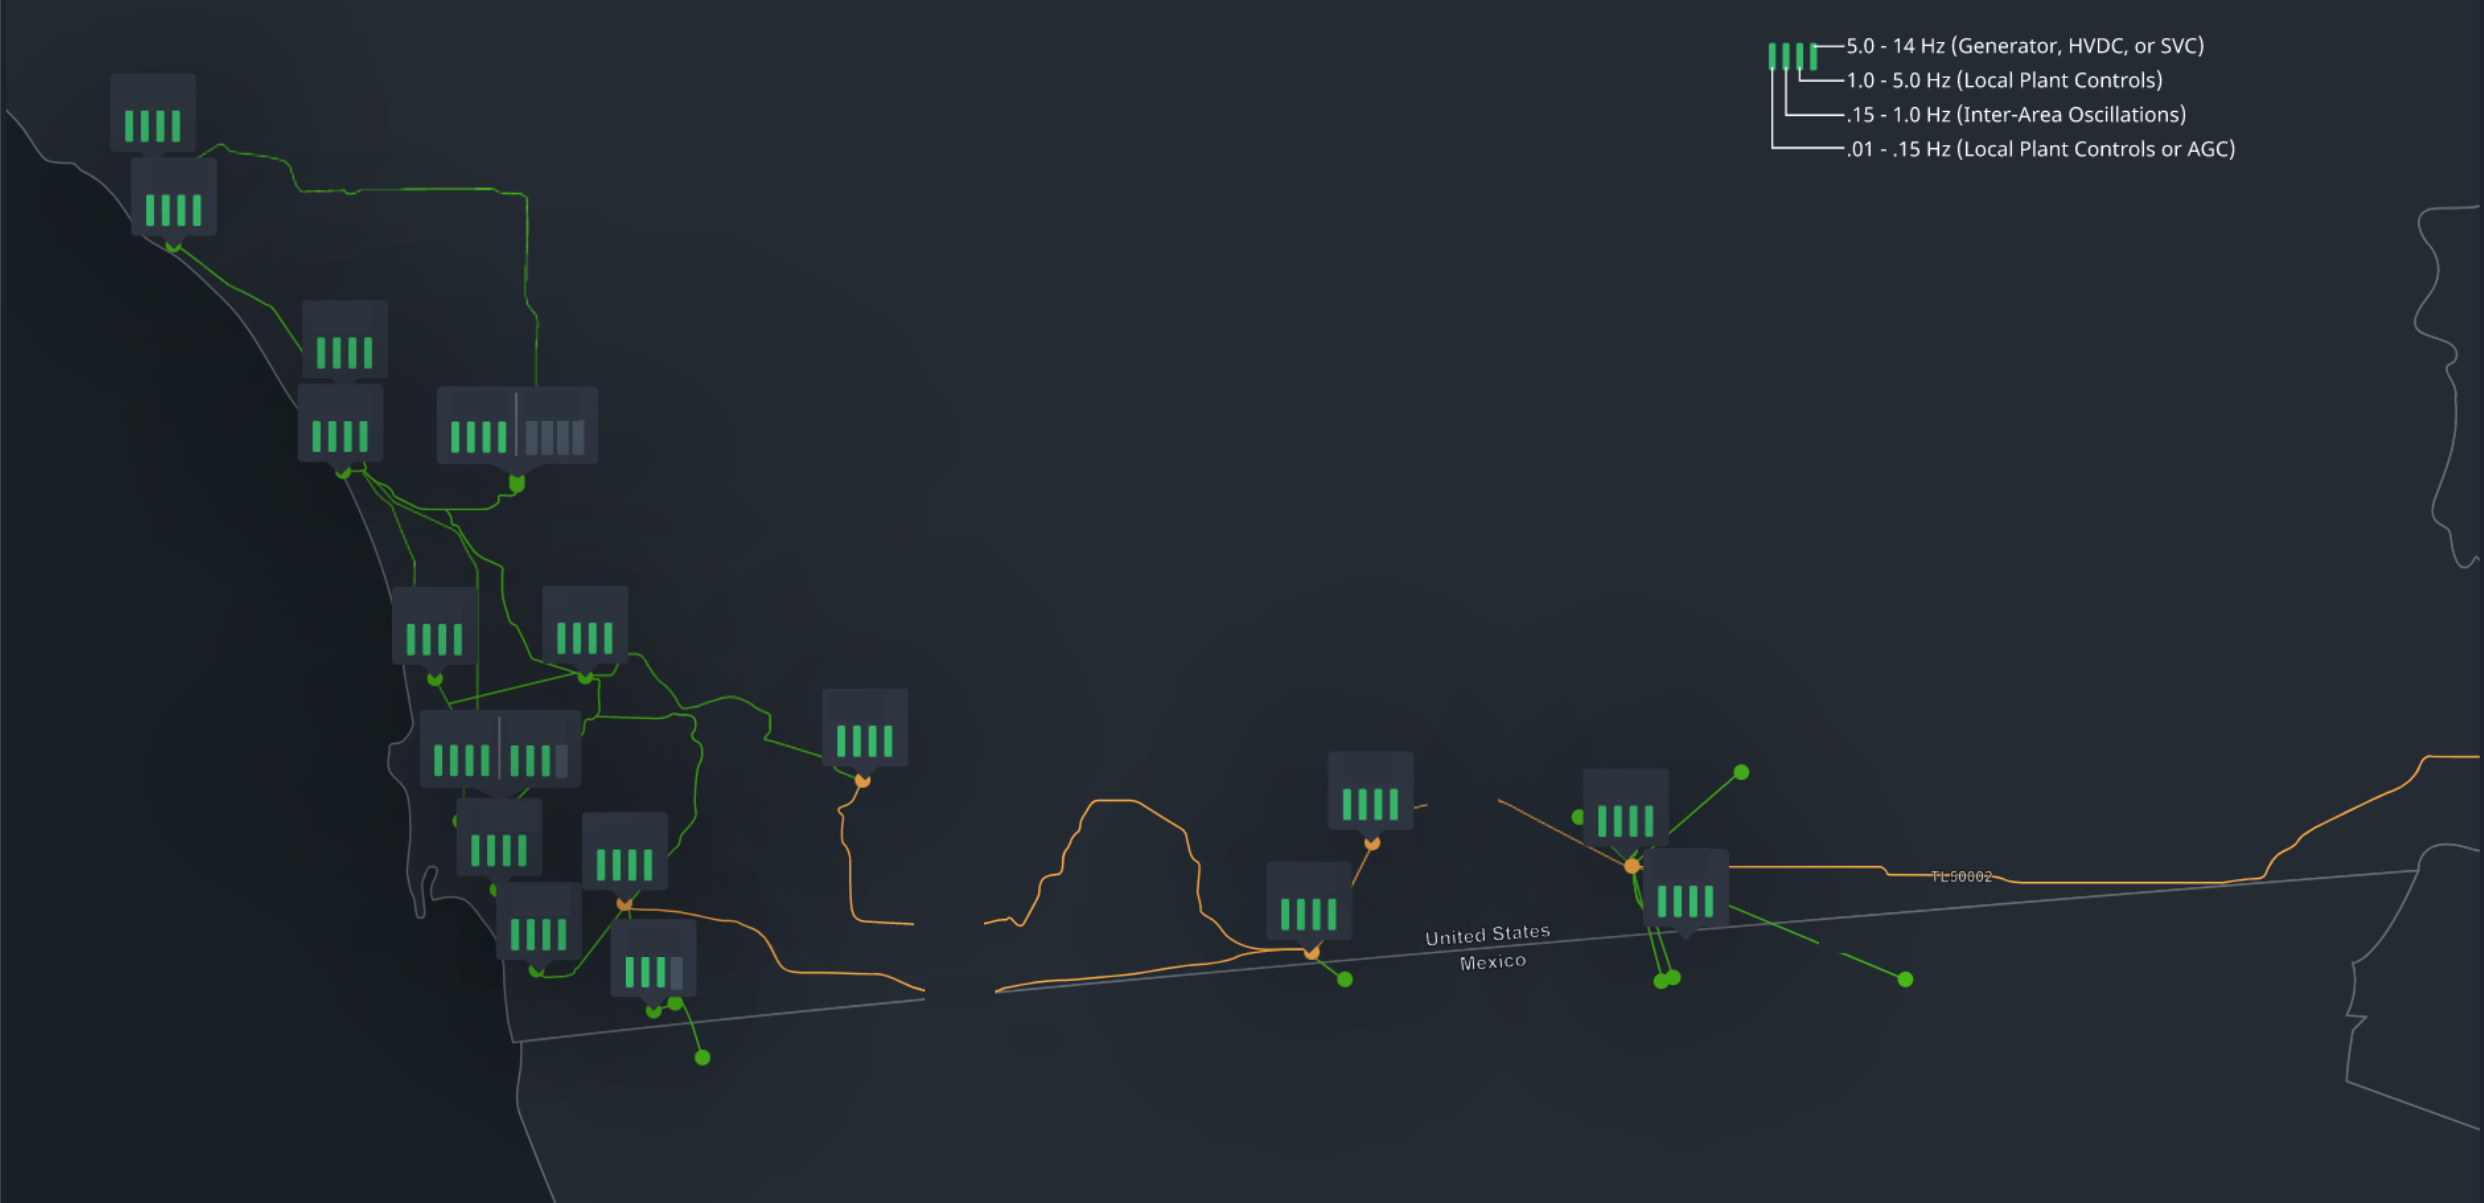 5.0 - 14 Hz (Generator, HVDC, or SVC)
1.0 - 5.0 Hz (Local Plant Controls)
.15 - 1.0 Hz (Inter-Area Oscillations)
.01 - .15 Hz (Local Plant Controls or AGC)
TL50002
United States
Mexico